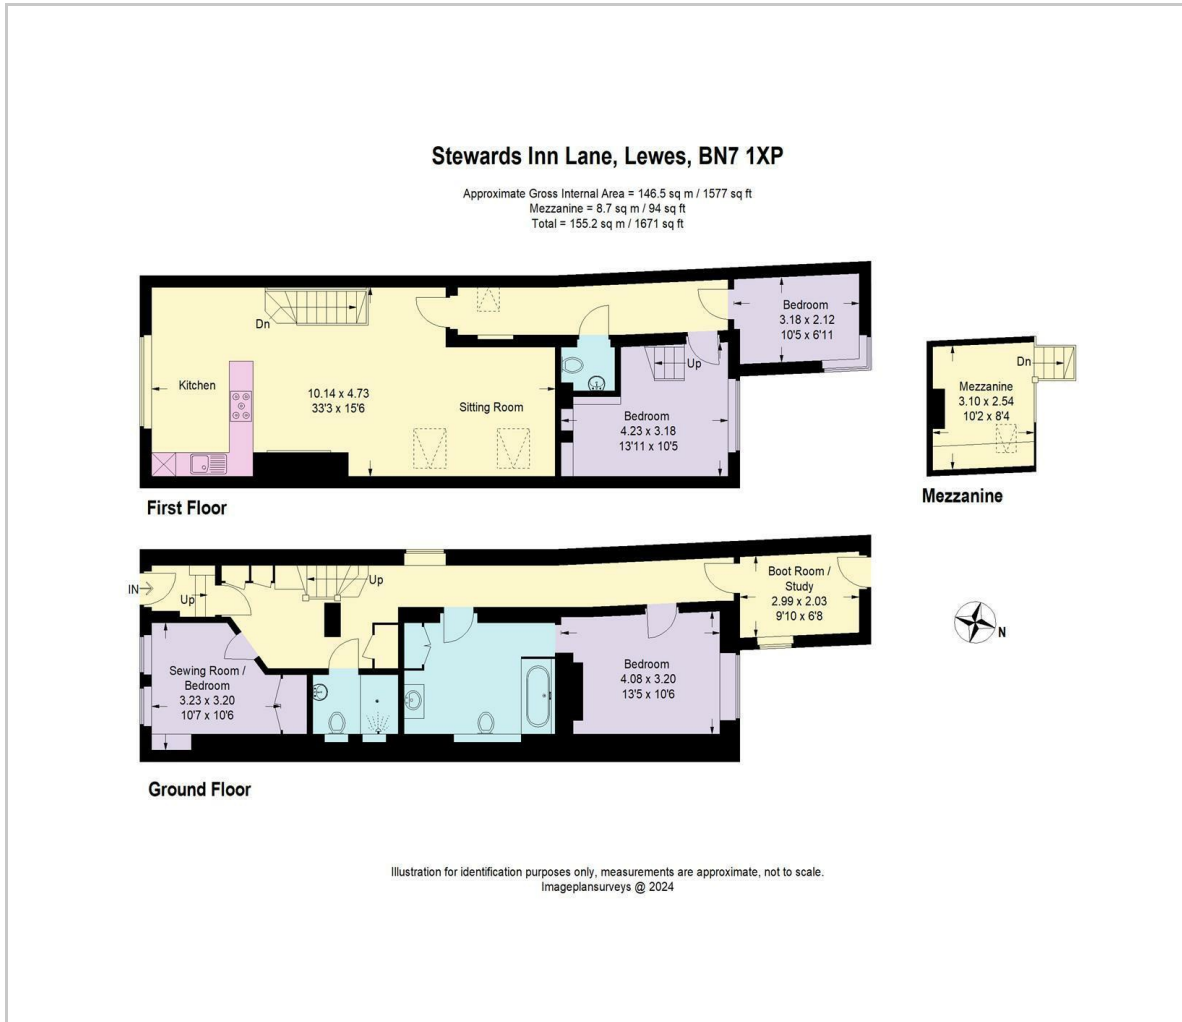 Stewards Inn Lane, Lewes, BN7 1XP
Approximate Gross Internal Area = 146.5 sq m / 1577 sq ft
Mezzanine = 8.7 sq m / 94 sq ft
Total = 155.2 sq m / 1671 sq ft
Dn
Kitchen
10.14 x 4.73
33'3 x 15'6
Sitting Room
Bedroom
3.18 x 2.12
10'5 x 6'11
Up
Bedroom
4.23 x 3.18
13'11 x 10'5
First Floor
Dn
Mezzanine
3.10 x 2.54
10'2 x 8'4
Mezzanine
IN
Up
Up
Boot Room /
Study
2.99 x 2.03
9'10 x 6'8
N
Sewing Room /
Bedroom
3.23 x 3.20
10'7 x 10'6
Bedroom
4.08 x 3.20
13'5 x 10'6
Ground Floor
Illustration for identification purposes only, measurements are approximate, not to scale.
Imageplansurveys @ 2024